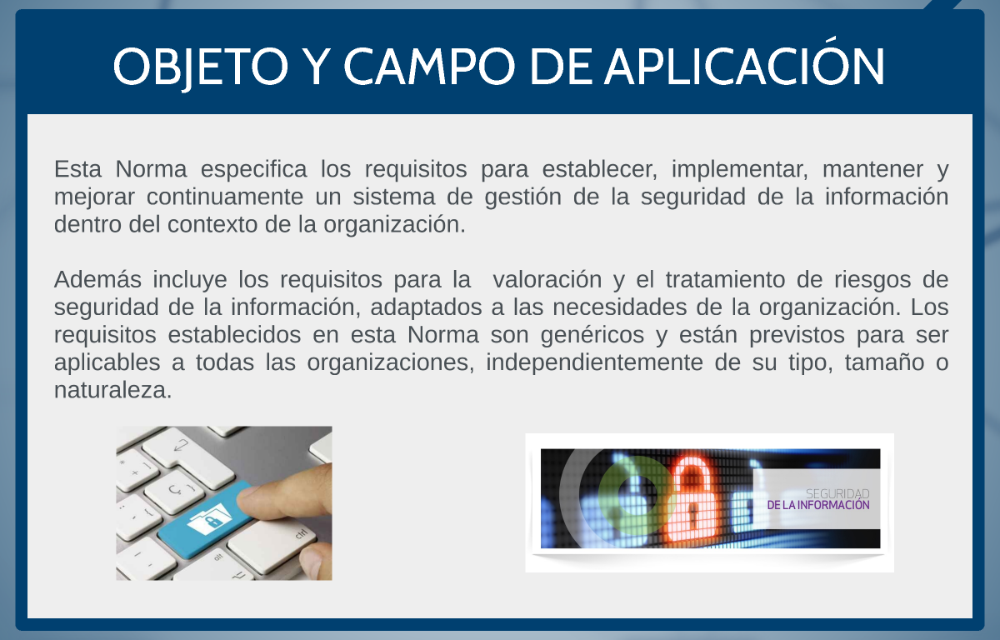 OBJETO Y CAMPO DE APLICACIÓN
Esta Norma especifica los requisitos para establecer, implementar, mantener y
mejorar continuamente un sistema de gestión de la seguridad de la información
dentro del contexto de la organización.
Además incluye los requisitos para la  valoración y el tratamiento de riesgos de
seguridad de la información, adaptados a las necesidades de la organización. Los
requisitos establecidos en esta Norma son genéricos y están previstos para ser
aplicables a todas las organizaciones, independientemente de su tipo, tamaño o
naturaleza.
Ç
ctrl
alt
SEGURIDAD
DE LA INFORMACIÓN